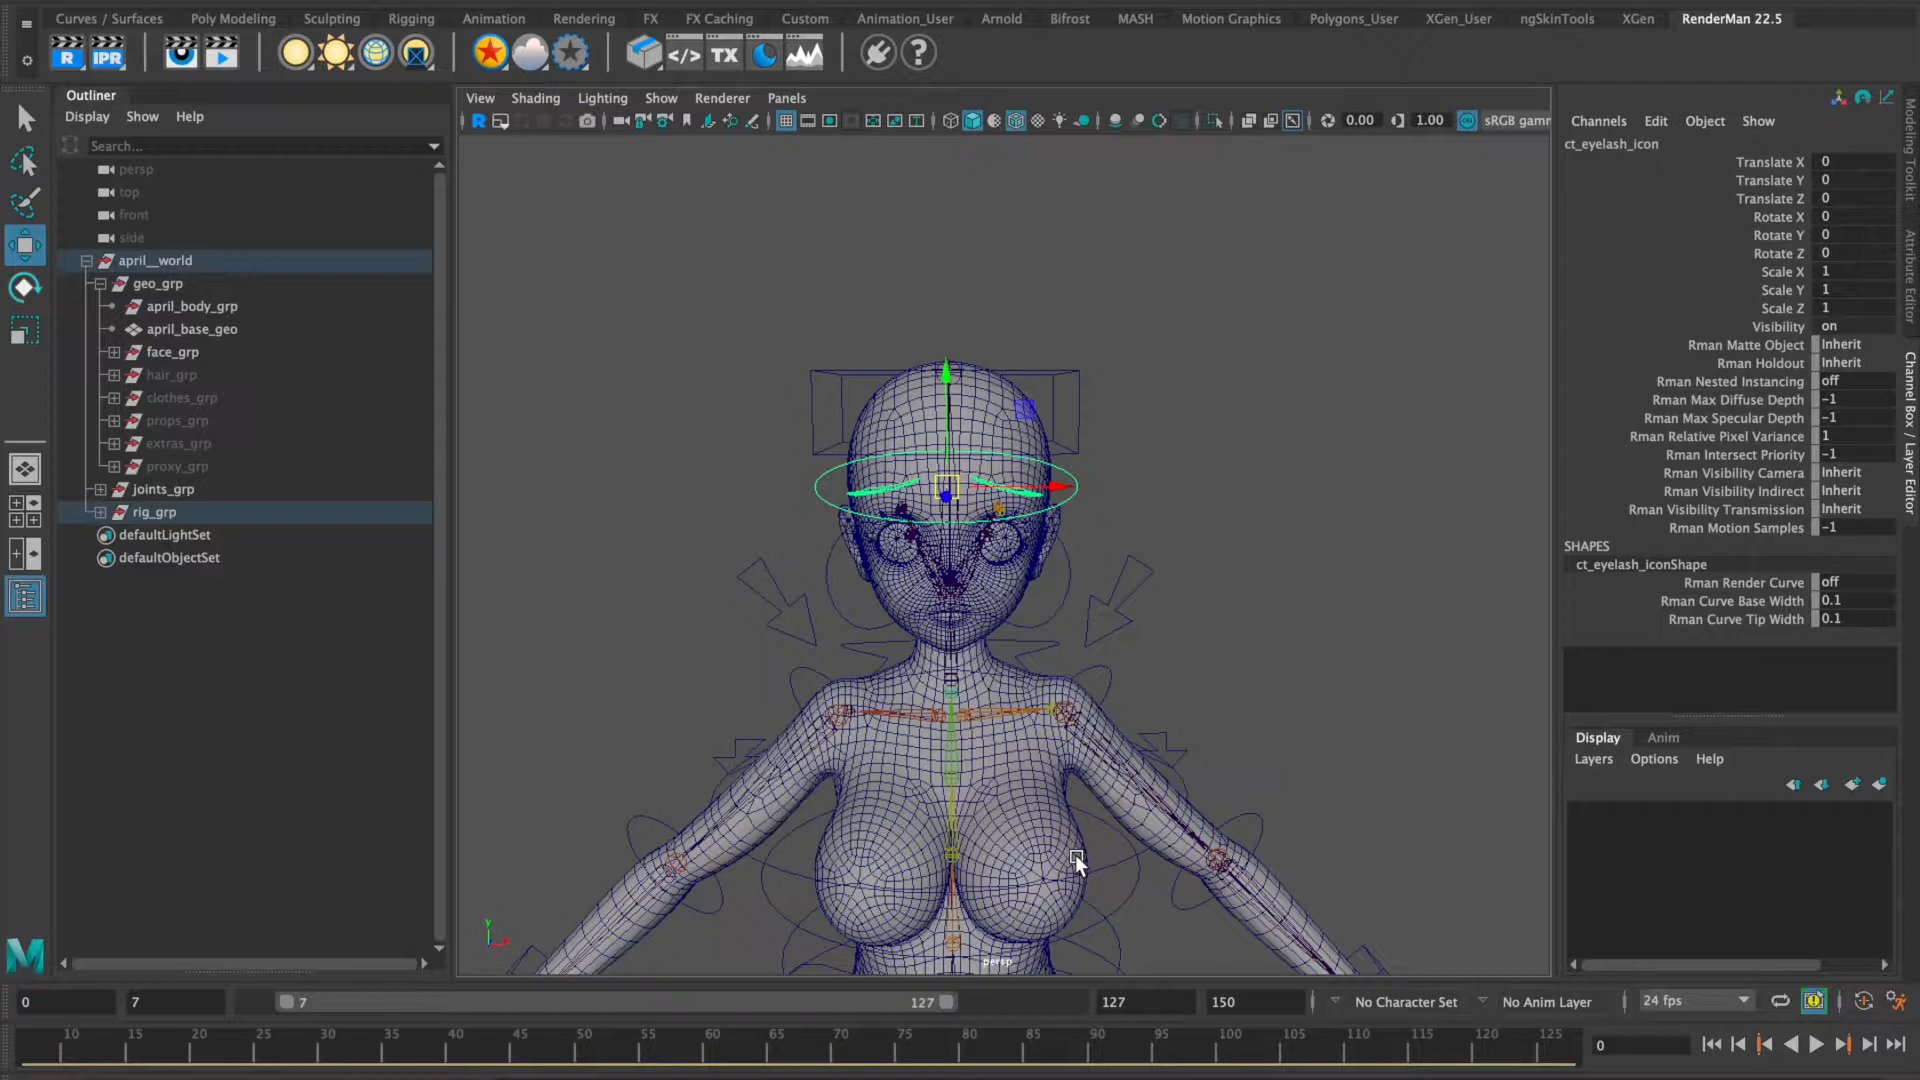 Curves / Surfaces Poly Modeling Sculpting Rigging Animation Rendering FX FX Caching Custom Animation_User Arnold Bifrost MASH Motion Graphics Polygons_User XGen_User ngSkinTools XGen RenderMan 22.5
R IPR </> TX ?
Outliner
Display Show Help
Search...
persp
top
front
side
april__world
geo_grp
april_body_grp
april_base_geo
face_grp
hair_grp
clothes_grp
props_grp
extras_grp
proxy_grp
joints_grp
rig_grp
defaultLightSet
defaultObjectSet
View Shading Lighting Show Renderer Panels
R 0.00 1.00 sRGB gamm
y
persp
Channels Edit Object Show
ct_eyelash_icon
Translate X 0
Translate Y 0
Translate Z 0
Rotate X 0
Rotate Y 0
Rotate Z 0
Scale X 1
Scale Y 1
Scale Z 1
Visibility on
Rman Matte Object Inherit
Rman Holdout Inherit
Rman Nested Instancing off
Rman Max Diffuse Depth -1
Rman Max Specular Depth -1
Rman Relative Pixel Variance 1
Rman Intersect Priority -1
Rman Visibility Camera Inherit
Rman Visibility Indirect Inherit
Rman Visibility Transmission Inherit
Rman Motion Samples -1
SHAPES
ct_eyelash_iconShape
Rman Render Curve off
Rman Curve Base Width 0.1
Rman Curve Tip Width 0.1
Display Anim
Layers Options Help
Modeling Toolkit
Attribute Editor
Channel Box / Layer Editor
0 7 7 127 127 150 No Character Set No Anim Layer 24 fps
10 15 20 25 30 35 40 45 50 55 60 65 70 75 80 85 90 95 100 105 110 115 120 125 0